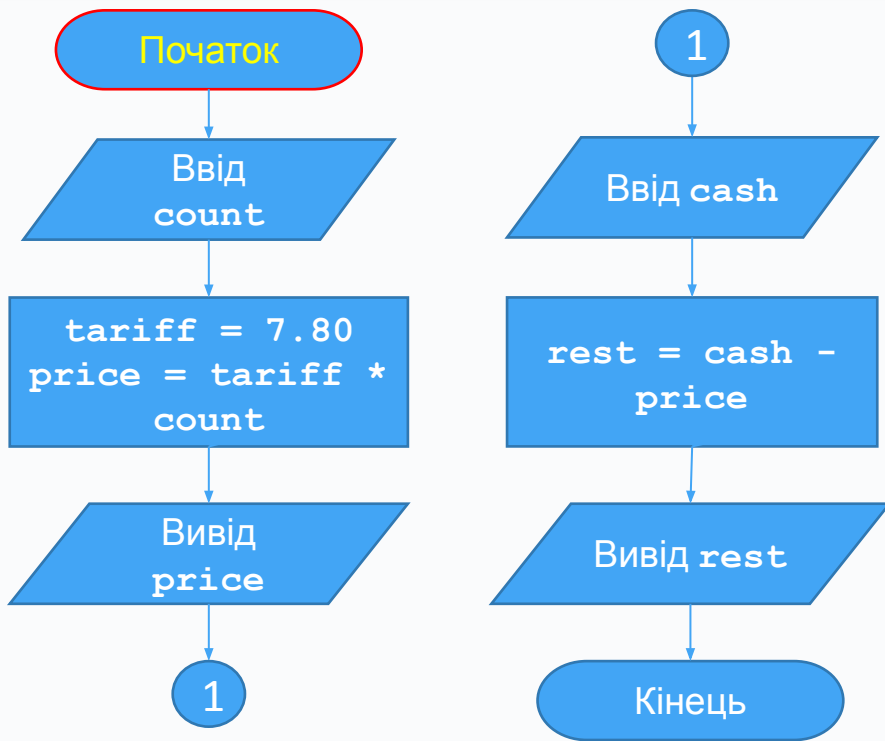 Початок
Ввід
count
tariff = 7.80
price = tariff *
count
Вивід
price
1
1
Ввід cash
rest = cash -
price
Вивід rest
Кінець